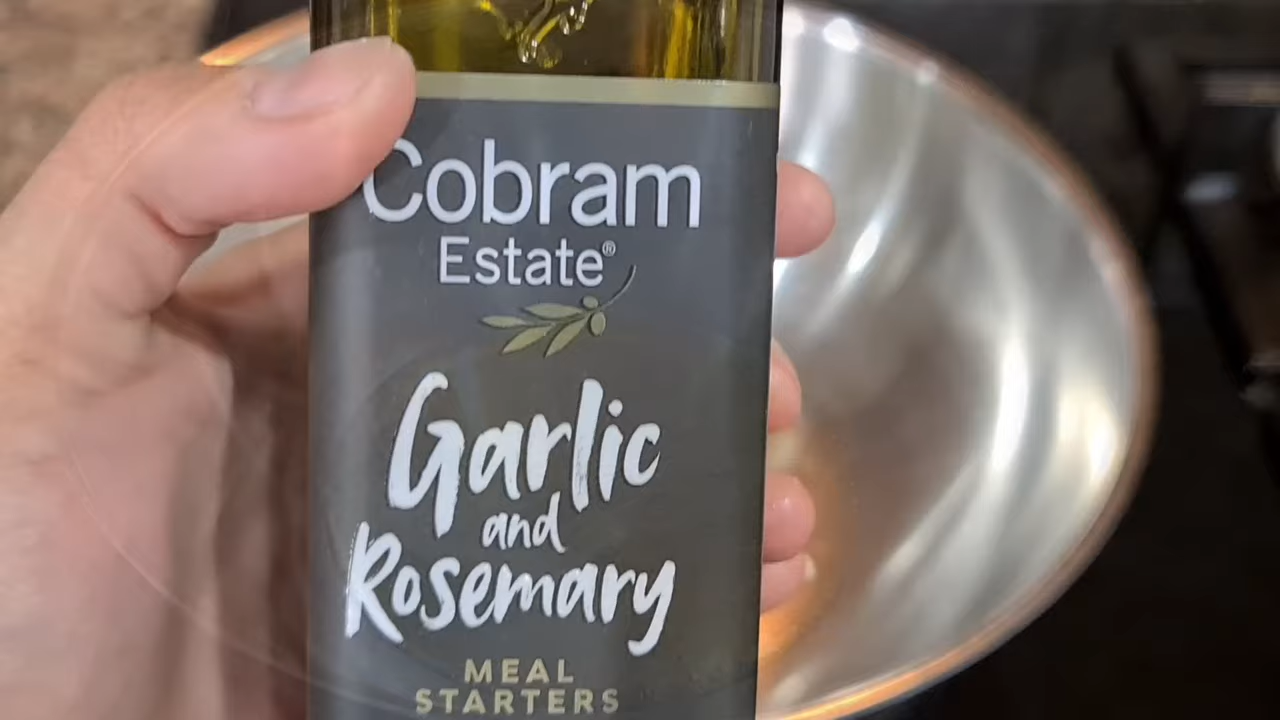 Cobram
Estate®
Garlic
and
Rosemary
MEAL
STARTERS